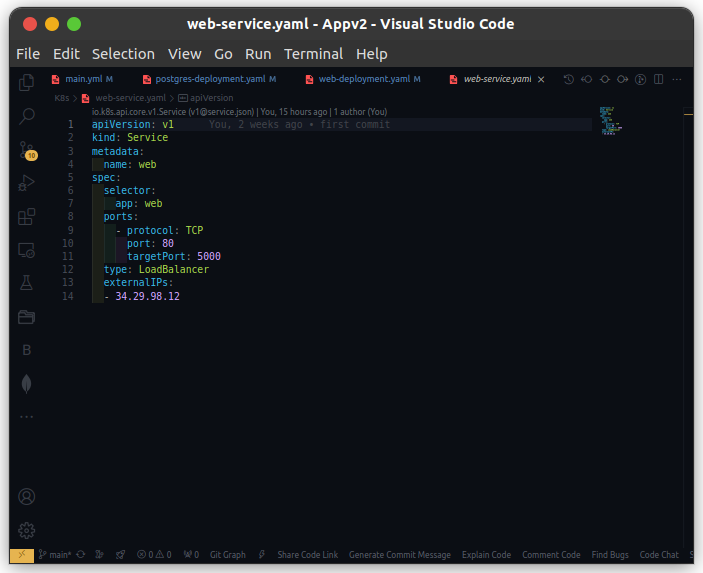 web-service.yaml - Appv2 - Visual Studio Code
File Edit Selection View Go Run Terminal Help
main.yml M postgres-deployment.yaml M web-deployment.yaml M web-service.yaml
K8s > web-service.yaml > apiVersion
io.k8s.api.core.v1.Service (v1@service.json) | You, 15 hours ago | 1 author (You)
1 apiVersion: v1 You, 2 weeks ago • first commit
2 kind: Service
3 metadata:
4 name: web
5 spec:
6 selector:
7 app: web
8 ports:
9 - protocol: TCP
10 port: 80
11 targetPort: 5000
12 type: LoadBalancer
13 externalIPs:
14 - 34.29.98.12
10
B
main* 0 0 0 Git Graph Share Code Link Generate Commit Message Explain Code Comment Code Find Bugs Code Chat S